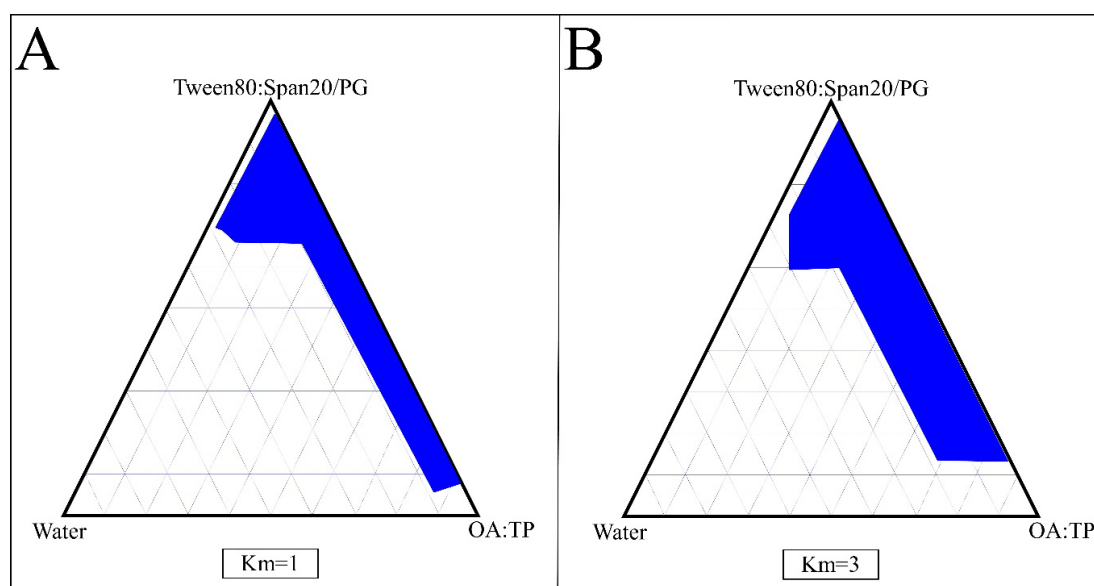 A
Tween80:Span20/PG
Water
OA:TP
Km=1
B
Tween80:Span20/PG
Water
OA:TP
Km=3